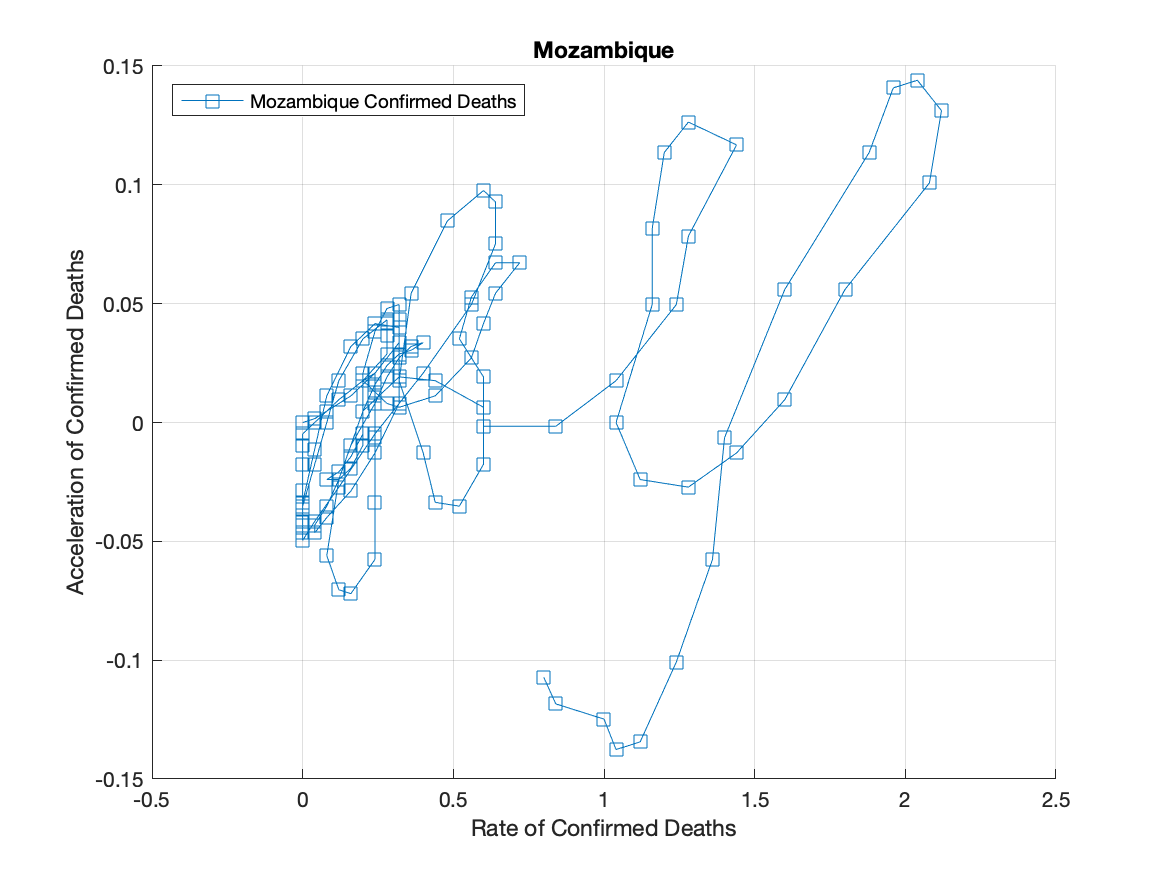 Mozambique
0.15
Mozambique Confirmed Deaths
0.1
0.05
0
-0.05
-0.1
-0.15
Acceleration of Confirmed Deaths
-0.5 0 0.5 1 1.5 2 2.5
Rate of Confirmed Deaths